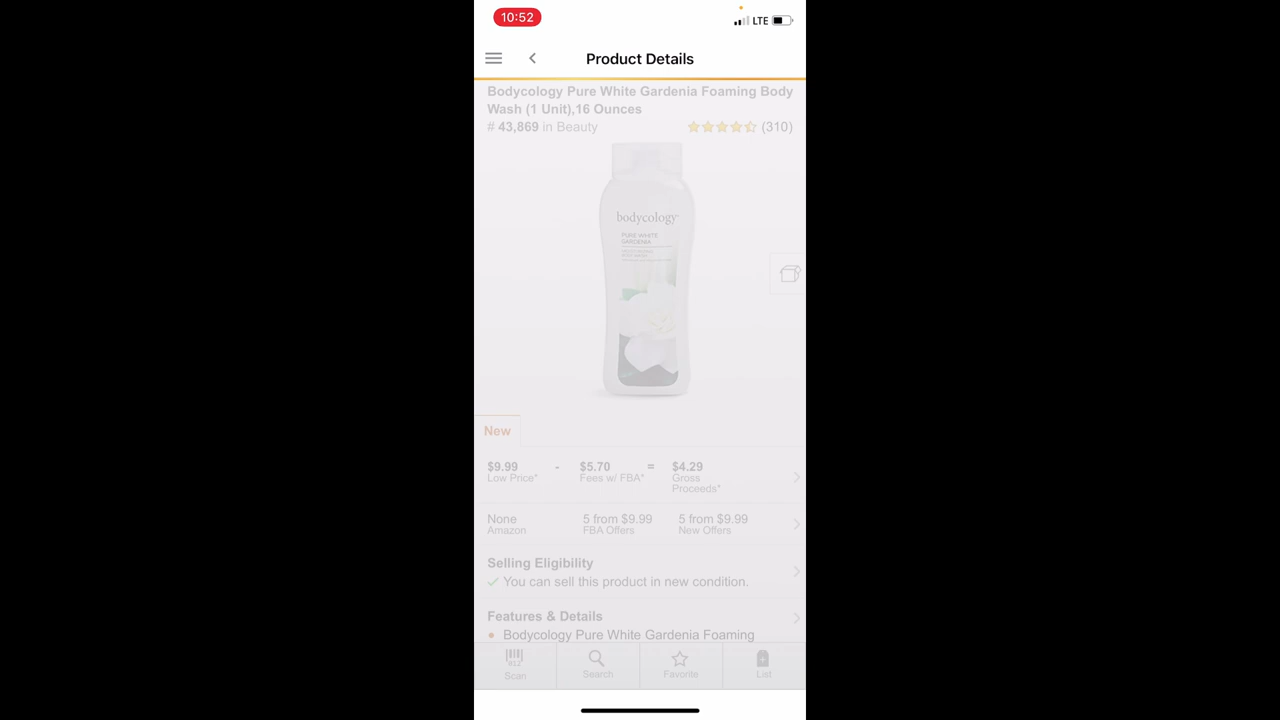 10:52
LTE
Product Details
Bodycology Pure White Gardenia Foaming Body
Wash (1 Unit),16 Ounces
# 43,869 in Beauty (310)
bodycology
PURE WHITE
GARDENIA
New
$9.99 - $5.70 = $4.29
Low Price* Fees w/ FBA* Gross
Proceeds*
None 5 from $9.99 5 from $9.99
Amazon FBA Offers New Offers
Selling Eligibility
You can sell this product in new condition.
Features & Details
Bodycology Pure White Gardenia Foaming
Scan Search Favorite List